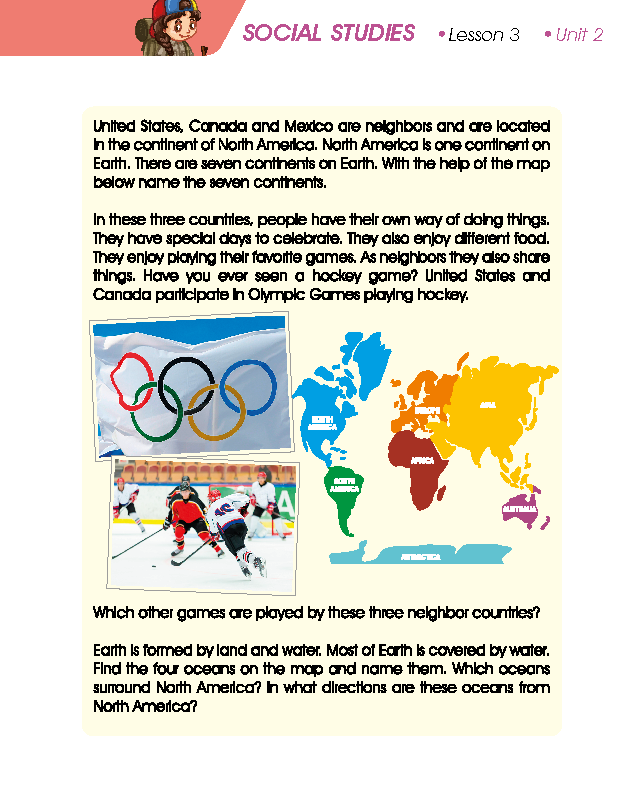 SOCIAL STUDIES • Lesson 3 • Unit 2
United States, Canada and Mexico are neighbors and are located
in the continent of North America. North America is one continent on
Earth. There are seven continents on Earth. With the help of the map
below name the seven continents.
In these three countries, people have their own way of doing things.
They have special days to celebrate. They also enjoy different food.
They enjoy playing their favorite games. As neighbors they also share
things. Have you ever seen a hockey game? United States and
Canada participate in Olympic Games playing hockey.
NORTH
AMERICA
EUROPE
ASIA
AFRICA
SOUTH
AMERICA
AUSTRALIA
ANTARCTICA
Which other games are played by these three neighbor countries?
Earth is formed by land and water. Most of Earth is covered by water.
Find the four oceans on the map and name them. Which oceans
surround North America? In what directions are these oceans from
North America?